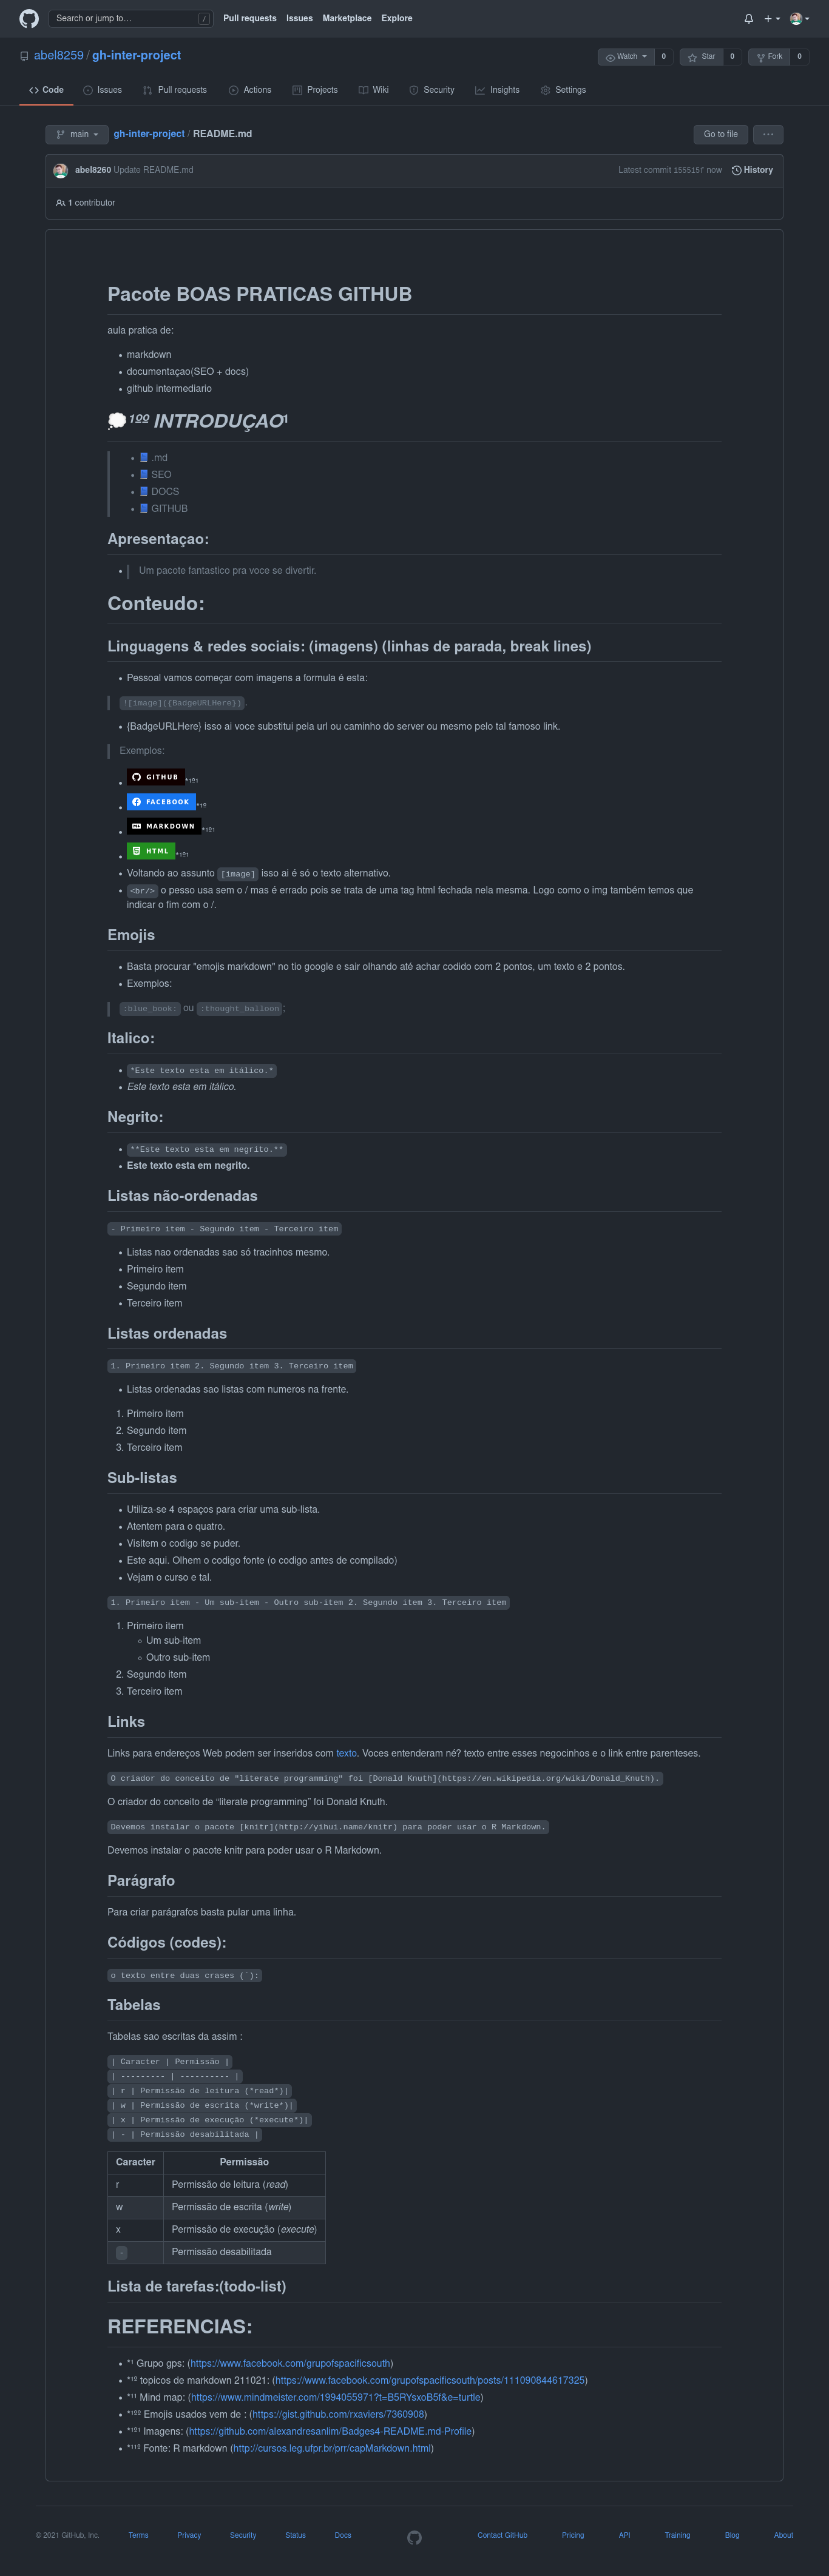 Search or jump to…
/
Pull requests Issues Marketplace Explore
abel8259 / gh-inter-project
Watch 0 Star 0 Fork 0
Code Issues Pull requests Actions Projects Wiki Security Insights Settings
main gh-inter-project / README.md
Go to file ···
abel8260 Update README.md
Latest commit 155515f now History
1 contributor
Pacote BOAS PRATICAS GITHUB
aula pratica de:
• markdown
• documentaçao(SEO + docs)
• github intermediario
¹ºº INTRODUÇAO¹
• .md
• SEO
• DOCS
• GITHUB
Apresentaçao:
• Um pacote fantastico pra voce se divertir.
Conteudo:
Linguagens & redes sociais: (imagens) (linhas de parada, break lines)
• Pessoal vamos começar com imagens a formula é esta:
![image]({BadgeURLHere}).
• {BadgeURLHere} isso ai voce substitui pela url ou caminho do server ou mesmo pelo tal famoso link.
Exemplos:
• GITHUB *¹⁹¹
• FACEBOOK *¹º
• MARKDOWN *¹⁹¹
• HTML *¹⁹¹
• Voltando ao assunto [image] isso ai é só o texto alternativo.
• <br/> o pesso usa sem o / mas é errado pois se trata de uma tag html fechada nela mesma. Logo como o img também temos que
indicar o fim com o /.
Emojis
• Basta procurar "emojis markdown" no tio google e sair olhando até achar codido com 2 pontos, um texto e 2 pontos.
• Exemplos:
:blue_book: ou :thought_balloon;
Italico:
• *Este texto esta em itálico.*
• Este texto esta em itálico.
Negrito:
• **Este texto esta em negrito.**
• Este texto esta em negrito.
Listas não-ordenadas
- Primeiro item - Segundo item - Terceiro item
• Listas nao ordenadas sao só tracinhos mesmo.
• Primeiro item
• Segundo item
• Terceiro item
Listas ordenadas
1. Primeiro item 2. Segundo item 3. Terceiro item
• Listas ordenadas sao listas com numeros na frente.
1. Primeiro item
2. Segundo item
3. Terceiro item
Sub-listas
• Utiliza-se 4 espaços para criar uma sub-lista.
• Atentem para o quatro.
• Visitem o codigo se puder.
• Este aqui. Olhem o codigo fonte (o codigo antes de compilado)
• Vejam o curso e tal.
1. Primeiro item - Um sub-item - Outro sub-item 2. Segundo item 3. Terceiro item
1. Primeiro item
◦ Um sub-item
◦ Outro sub-item
2. Segundo item
3. Terceiro item
Links
Links para endereços Web podem ser inseridos com texto. Voces entenderam né? texto entre esses negocinhos e o link entre parenteses.
O criador do conceito de "literate programming" foi [Donald Knuth](https://en.wikipedia.org/wiki/Donald_Knuth).
O criador do conceito de “literate programming” foi Donald Knuth.
Devemos instalar o pacote [knitr](http://yihui.name/knitr) para poder usar o R Markdown.
Devemos instalar o pacote knitr para poder usar o R Markdown.
Parágrafo
Para criar parágrafos basta pular uma linha.
Códigos (codes):
o texto entre duas crases (´):
Tabelas
Tabelas sao escritas da assim :
| Caracter | Permissão |
| --------- | ---------- |
| r | Permissão de leitura (*read*)|
| w | Permissão de escrita (*write*)|
| x | Permissão de execução (*execute*)|
| - | Permissão desabilitada |
Caracter Permissão
r Permissão de leitura (read)
w Permissão de escrita (write)
x Permissão de execução (execute)
- Permissão desabilitada
Lista de tarefas:(todo-list)
REFERENCIAS:
• *¹ Grupo gps: (https://www.facebook.com/grupofspacificsouth)
• *¹º topicos de markdown 211021: (https://www.facebook.com/grupofspacificsouth/posts/111090844617325)
• *¹¹ Mind map: (https://www.mindmeister.com/1994055971?t=B5RYsxoB5f&e=turtle)
• *¹ºº Emojis usados vem de : (https://gist.github.com/rxaviers/7360908)
• *¹⁹¹ Imagens: (https://github.com/alexandresanlim/Badges4-README.md-Profile)
• *¹¹º Fonte: R markdown (http://cursos.leg.ufpr.br/prr/capMarkdown.html)
© 2021 GitHub, Inc. Terms Privacy Security Status Docs Contact GitHub Pricing API Training Blog About